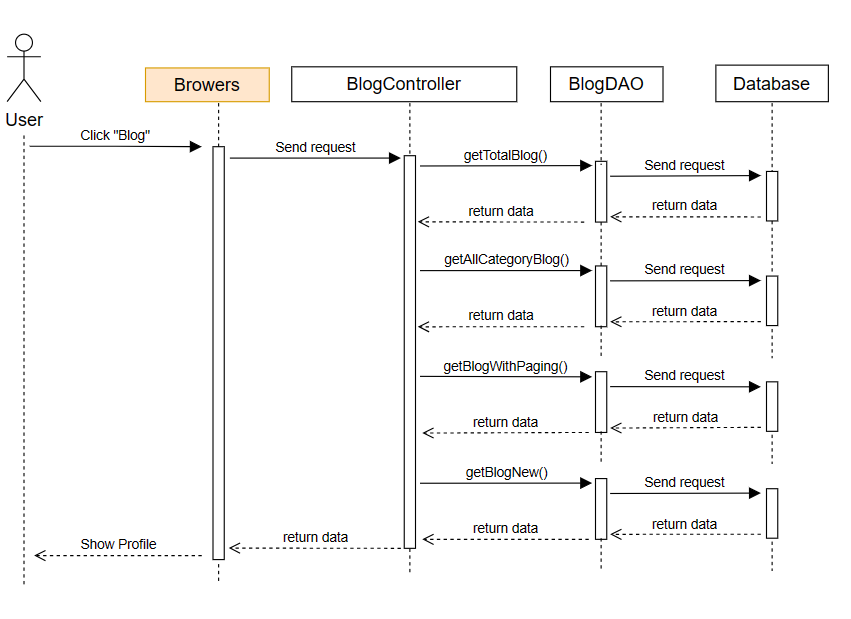 User
Browers
BlogController
BlogDAO
Database
Click "Blog"
Send request
getTotalBlog()
Send request
return data
return data
getAllCategoryBlog()
Send request
return data
return data
getBlogWithPaging()
Send request
return data
return data
getBlogNew()
Send request
return data
return data
return data
Show Profile